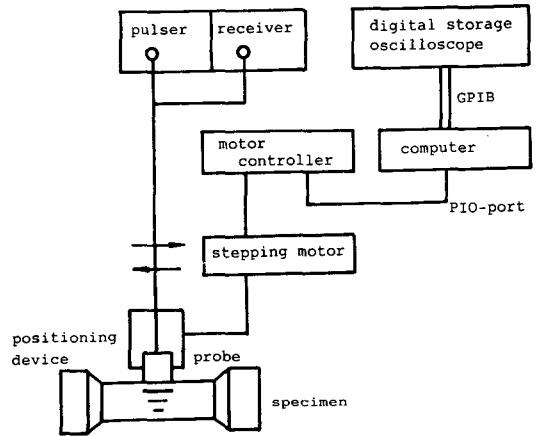 pulser
receiver
digital storage
oscilloscope
GPIB
motor
controller
computer
PIO-port
stepping motor
positioning
device
probe
specimen